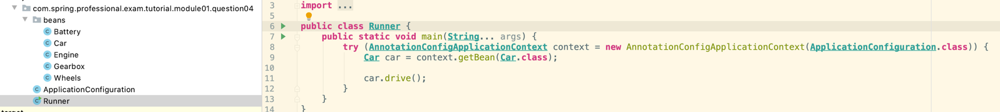 com.spring.professional.exam.tutorial.module01.question04
beans
Battery
Car
Engine
Gearbox
Wheels
ApplicationConfiguration
Runner
3 import ...
5
6 public class Runner {
7 public static void main(String... args) {
8 try (AnnotationConfigApplicationContext context = new AnnotationConfigApplicationContext(ApplicationConfiguration.class)) {
9 Car car = context.getBean(Car.class);
10
11 car.drive();
12 }
13 }
14 }